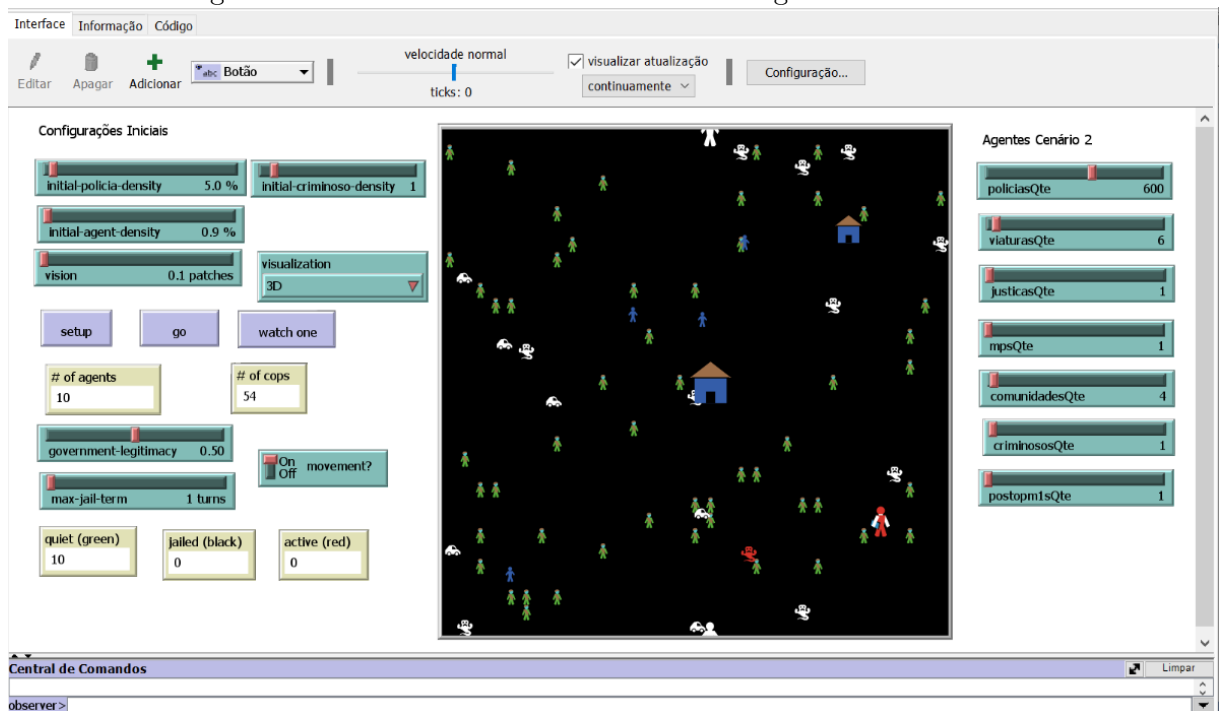 Interface Informação Código
Editar Apagar Adicionar abc Botão
velocidade normal
ticks: 0
visualizar atualização
continuamente
Configuração...
Configurações Iniciais
initial-policia-density 5.0 %
initial-criminoso-density 1
initial-agent-density 0.9 %
vision 0.1 patches
visualization
3D
setup go watch one
# of agents
10
# of cops
54
government-legitimacy 0.50
On
Off
movement?
max-jail-term 1 turns
quiet (green)
10
jailed (black)
0
active (red)
0
Agentes Cenário 2
policiasQte 600
viaturasQte 6
justicasQte 1
mpsQte 1
comunidadesQte 4
criminososQte 1
postopm1sQte 1
Central de Comandos Limpar
observer>